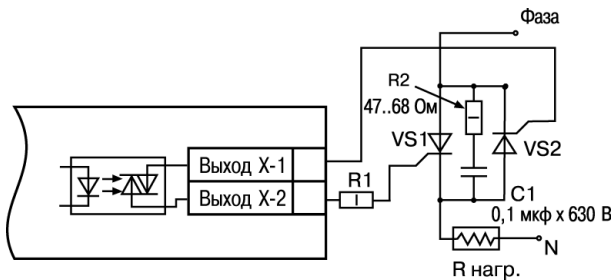 Фаза
R2
47..68 Ом
VS1
VS2
Выход X-1
R1
Выход X-2
C1
0,1 мкф х 630 В
N
R нагр.